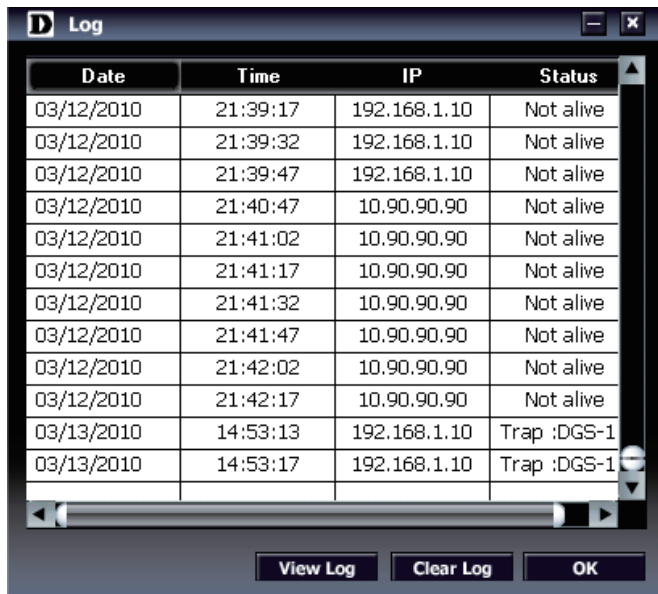 D Log
Date Time IP Status
03/12/2010 21:39:17 192.168.1.10 Not alive
03/12/2010 21:39:32 192.168.1.10 Not alive
03/12/2010 21:39:47 192.168.1.10 Not alive
03/12/2010 21:40:47 10.90.90.90 Not alive
03/12/2010 21:41:02 10.90.90.90 Not alive
03/12/2010 21:41:17 10.90.90.90 Not alive
03/12/2010 21:41:32 10.90.90.90 Not alive
03/12/2010 21:41:47 10.90.90.90 Not alive
03/12/2010 21:42:02 10.90.90.90 Not alive
03/12/2010 21:42:17 10.90.90.90 Not alive
03/13/2010 14:53:13 192.168.1.10 Trap :DGS-1
03/13/2010 14:53:17 192.168.1.10 Trap :DGS-1
View Log Clear Log OK